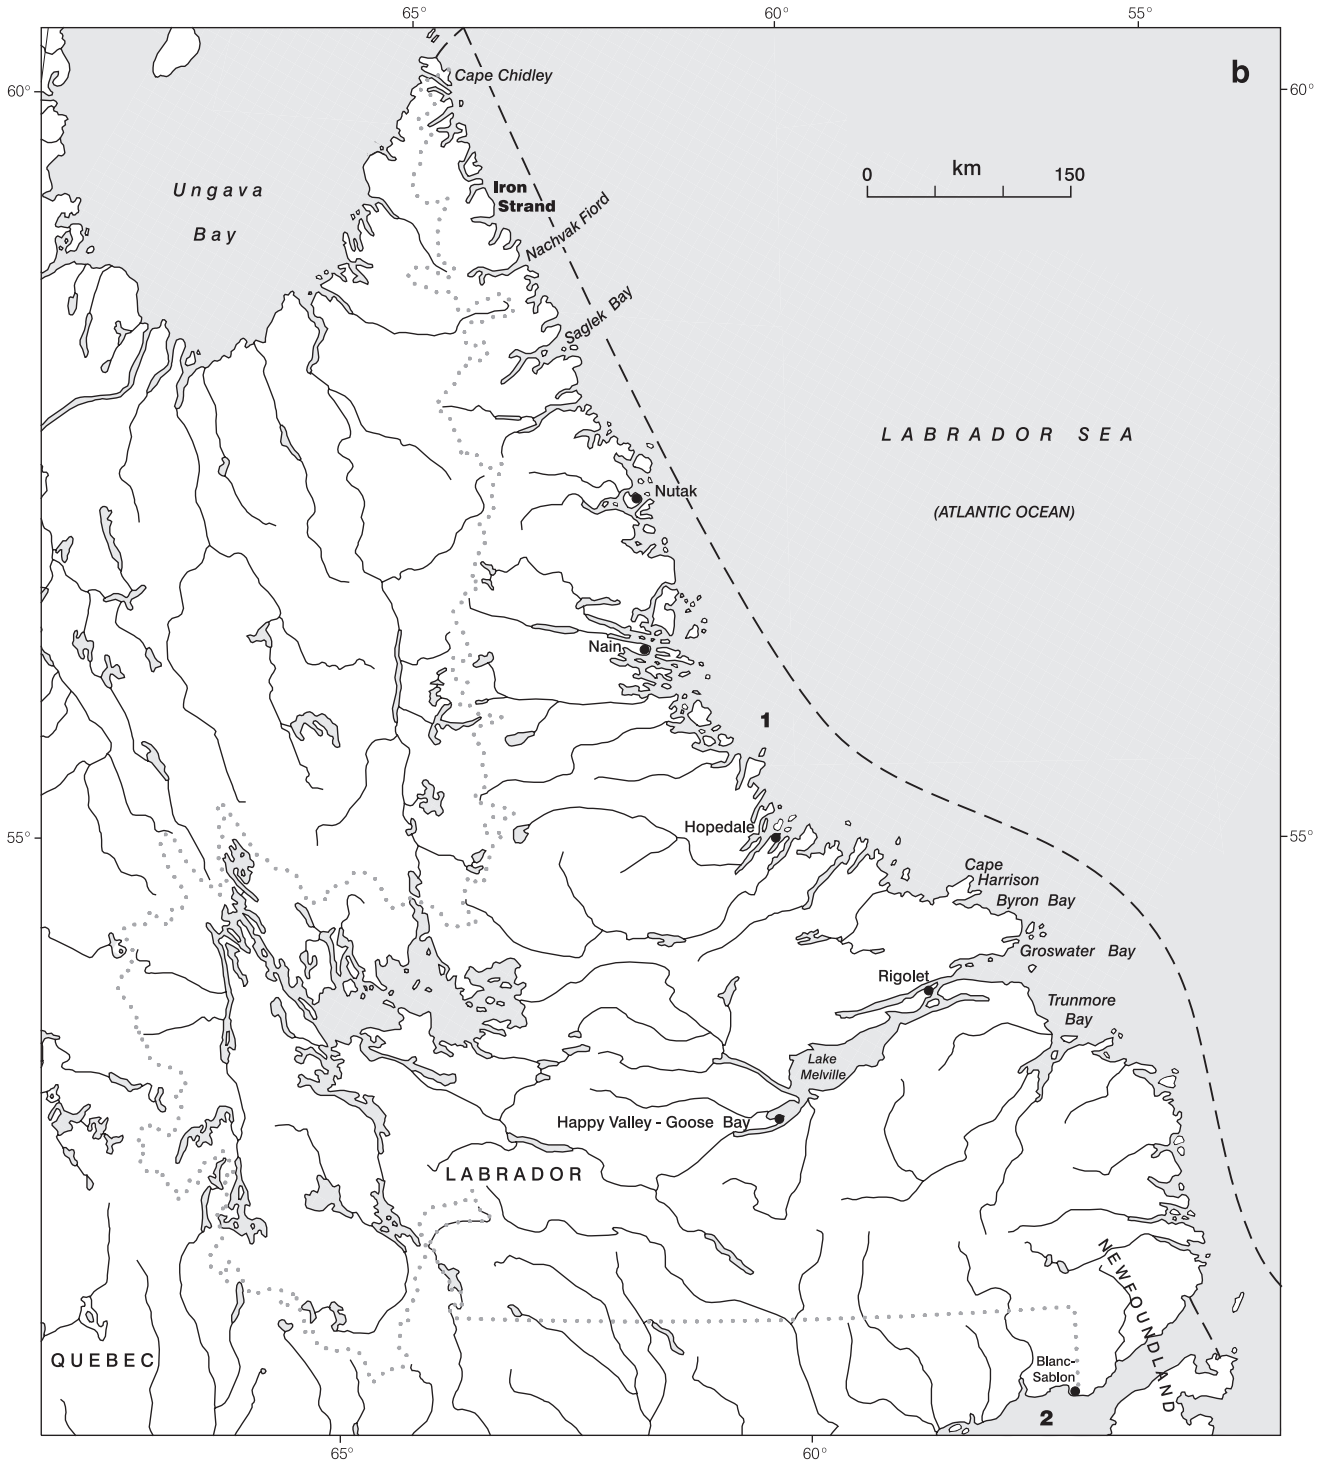 65° 60° 55°
b
Cape Chidley
60° 60°
km
0 150
Ungava
Bay
Iron
Strand
Nachvak Fiord
Saglek Bay
LABRADOR SEA
(ATLANTIC OCEAN)
Nutak
Nain
1
Hopedale
55° 55°
Cape
Harrison
Byron Bay
Groswater Bay
Rigolet
Trunmore
Bay
Lake
Melville
Happy Valley - Goose Bay
LABRADOR
NEWFOUNDLAND
QUEBEC
Blanc-
Sablon
2
65° 60°